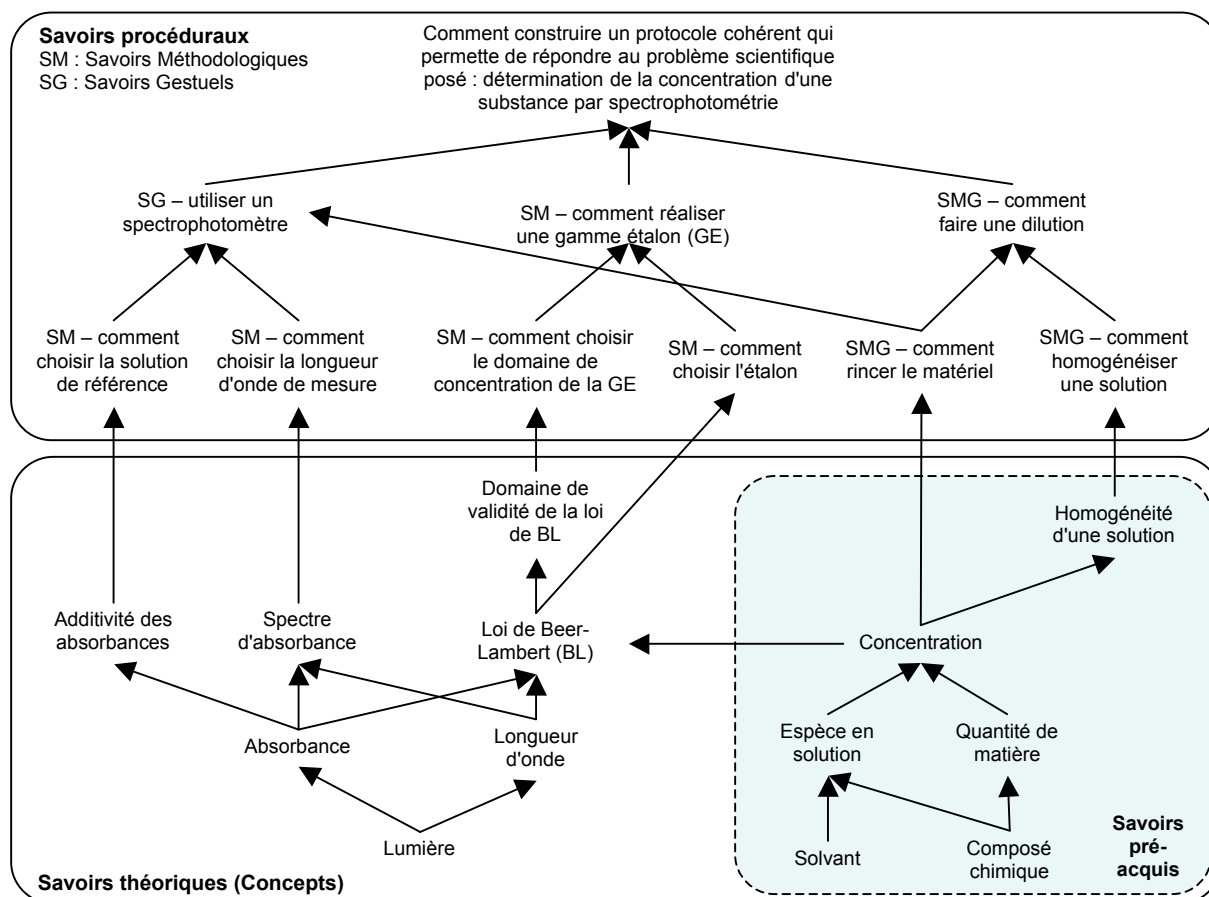 Savoirs procéduraux
SM : Savoirs Méthodologiques
SG : Savoirs Gestuels
Comment construire un protocole cohérent qui
permette de répondre au problème scientifique
posé : détermination de la concentration d'une
substance par spectrophotométrie
SG – utiliser un
spectrophotomètre
SM – comment réaliser
une gamme étalon (GE)
SMG – comment
faire une dilution
SM – comment
choisir la solution
de référence
SM – comment
choisir la longueur
d'onde de mesure
SM – comment choisir
le domaine de
concentration de la GE
SM – comment
choisir l'étalon
SMG – comment
rincer le matériel
SMG – comment
homogénéiser
une solution
Domaine de
validité de la loi
de BL
Homogénéité
d'une solution
Additivité des
absorbances
Spectre
d'absorbance
Loi de Beer-
Lambert (BL)
Concentration
Absorbance
Longueur
d'onde
Espèce en
solution
Quantité de
matière
Lumière
Solvant
Composé
chimique
Savoirs
pré-
acquis
Savoirs théoriques (Concepts)